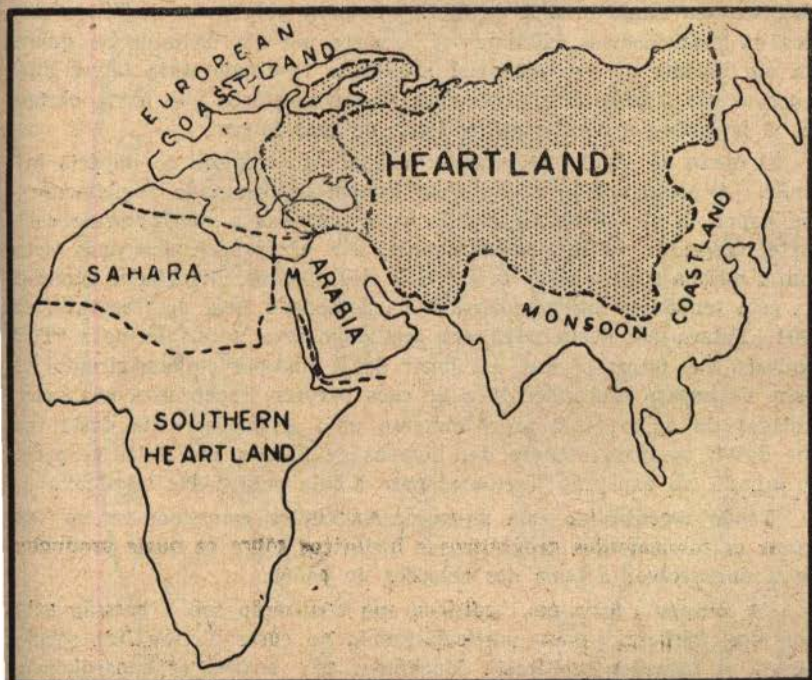 EUROPEAN
COASTLAND
HEARTLAND
SAHARA
ARABIA
MONSOON
COASTLAND
SOUTHERN
HEARTLAND